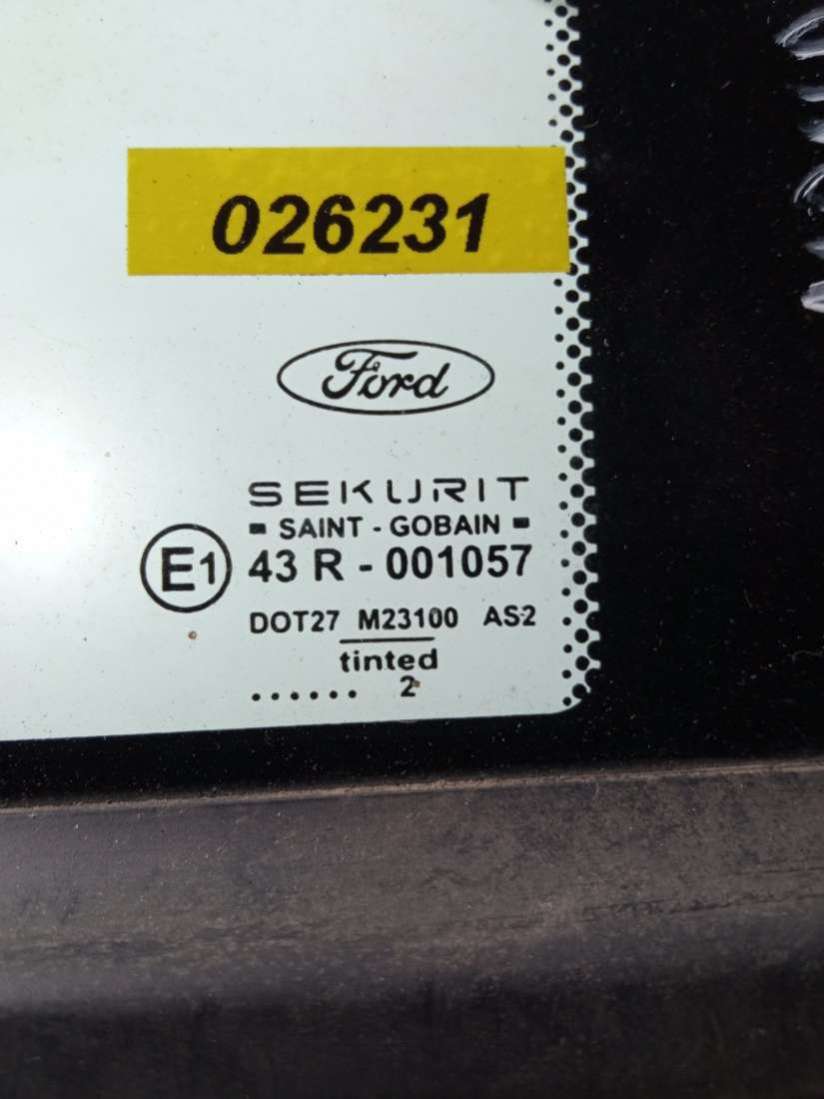 026231
Ford
SEKURIT
SAINT - GOBAIN
E1 43 R - 001057
DOT27 M23100 AS2
tinted
...... 2